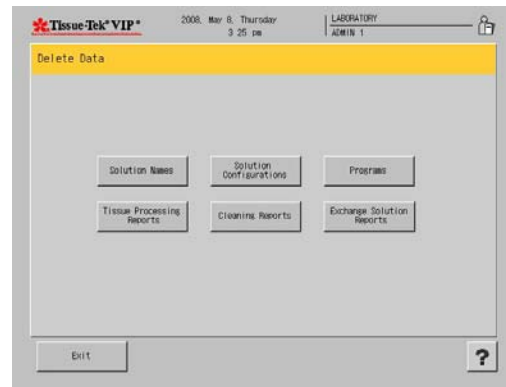 Tissue-Tek® VIP®
2008, May 8, Thursday
3 25 pm
LABORATORY
ADMIN 1
Delete Data
Solution Names
Solution
Configurations
Programs
Tissue Processing
Reports
Cleaning Reports
Exchange Solution
Reports
Exit
?